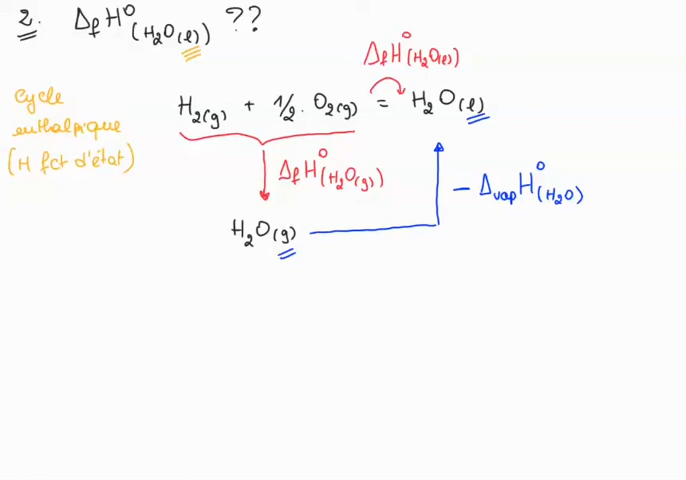 2. ΔfH°(H2O(l)) ??
ΔfH°(H2O(l))
Cycle
enthalpique
(H fct d'état)
H2(g) + 1/2 . O2(g) = H2O(l)
ΔfH°(H2O(g))
- ΔvapH°(H2O)
H2O(g)